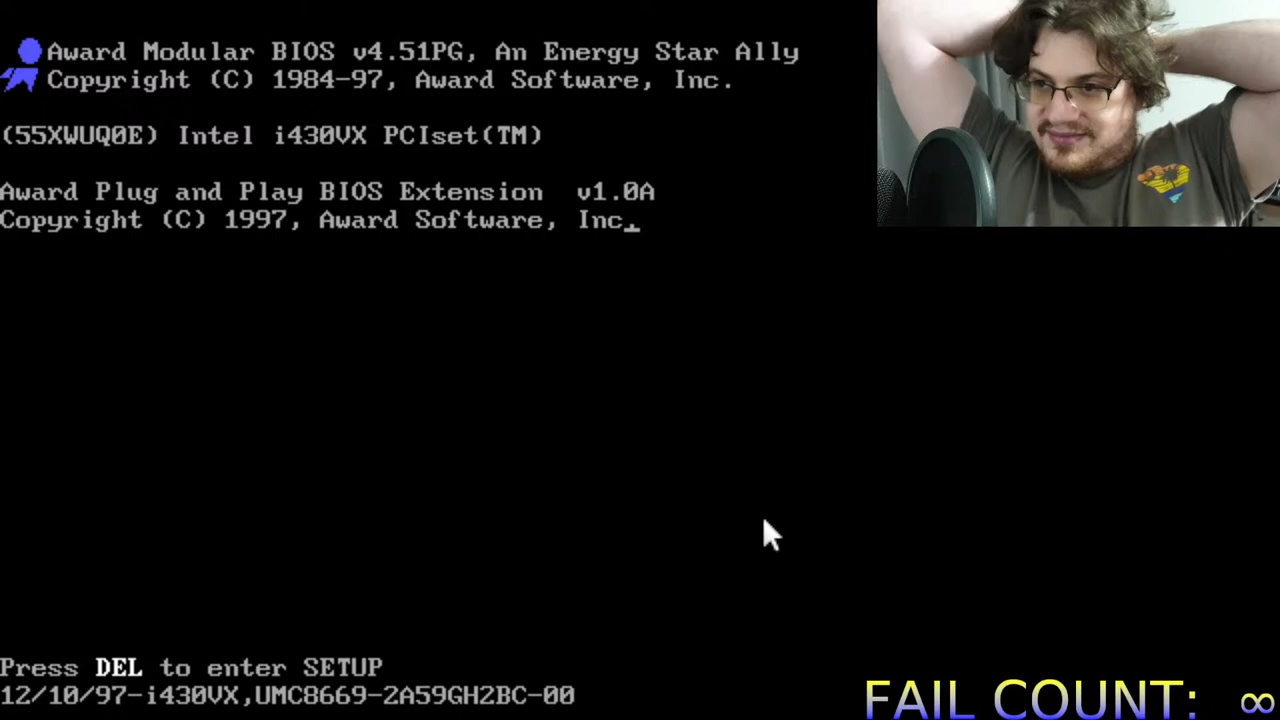 Award Modular BIOS v4.51PG, An Energy Star Ally
Copyright (C) 1984-97, Award Software, Inc.
(55XWUQ0E) Intel i430VX PCIset(TM)
Award Plug and Play BIOS Extension v1.0A
Copyright (C) 1997, Award Software, Inc.
Press DEL to enter SETUP
12/10/97-i430VX,UMC8669-2A59GH2BC-00
FAIL COUNT: ∞